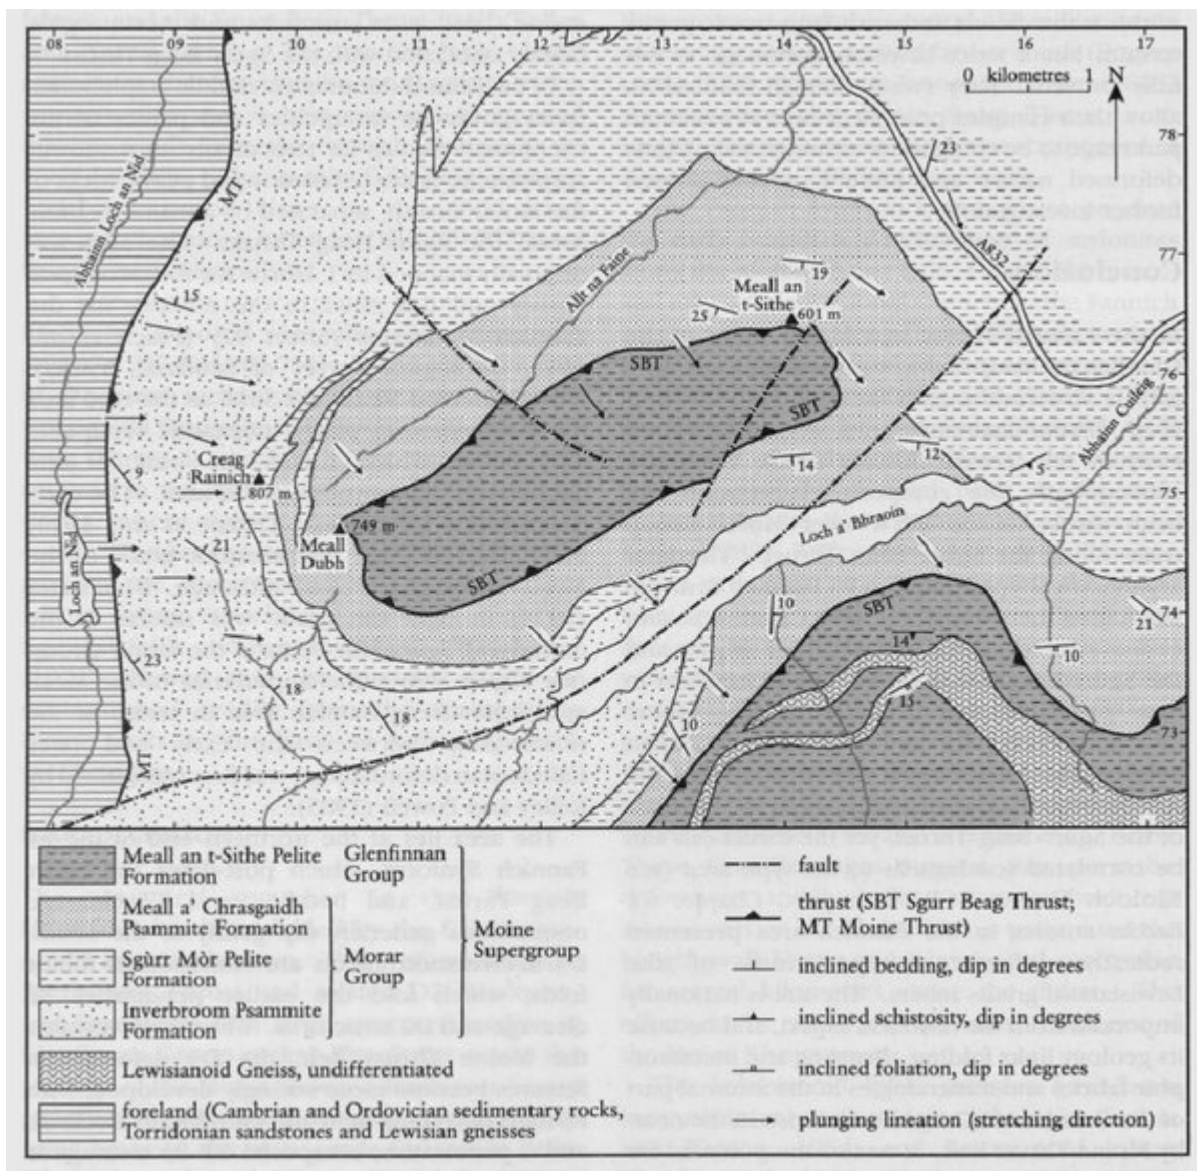 08 09 10 11 12 13 14 15 16 17
0 kilometres 1 N
78
23
Abhainn Loch an Nid
MT
A832
77
Allt na Faine
19
Meall an
t-Sithe
601 m
25
15
SBT
76
SBT
Abhainn Cuileig
Creag
Rainich
807 m
9
14
12
5
75
749 m
Meall
Dubh
Loch a' Bhraoin
21
SBT
Loch an Nid
10
SBT
74
21
14
10
23
18
18
15
10
73
MT
Meall an t-Sithe Pelite
Formation
Glenfinnan
Group
Meall a' Chrasgaidh
Psammite Formation
Sgùrr Mòr Pelite
Formation
Morar
Group
Inverbroom Psammite
Formation
Moine
Supergroup
Lewisianoid Gneiss, undifferentiated
foreland (Cambrian and Ordovician sedimentary rocks,
Torridonian sandstones and Lewisian gneisses
fault
thrust (SBT Sgurr Beag Thrust;
MT Moine Thrust)
inclined bedding, dip in degrees
inclined schistosity, dip in degrees
inclined foliation, dip in degrees
plunging lineation (stretching direction)